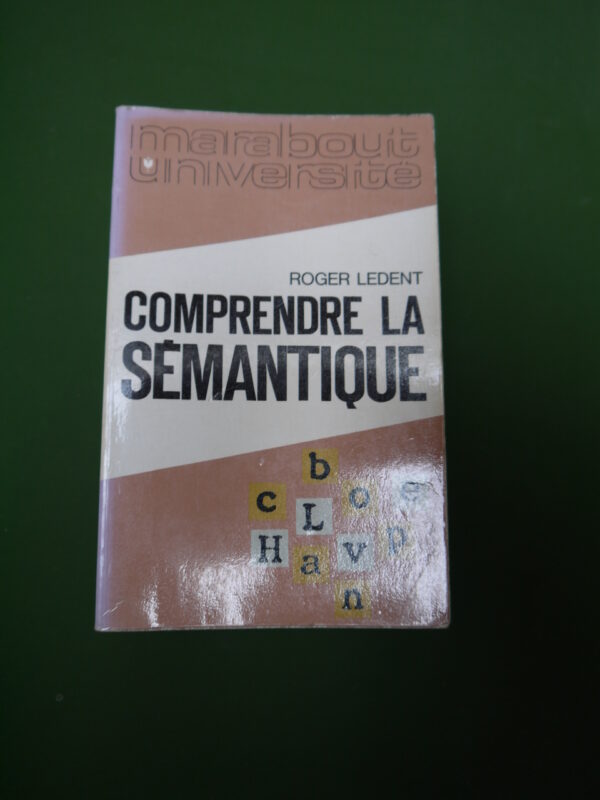 marabout
université
ROGER LEDENT
COMPRENDRE LA
SÉMANTIQUE
b
c o e
L
H v p
a
n